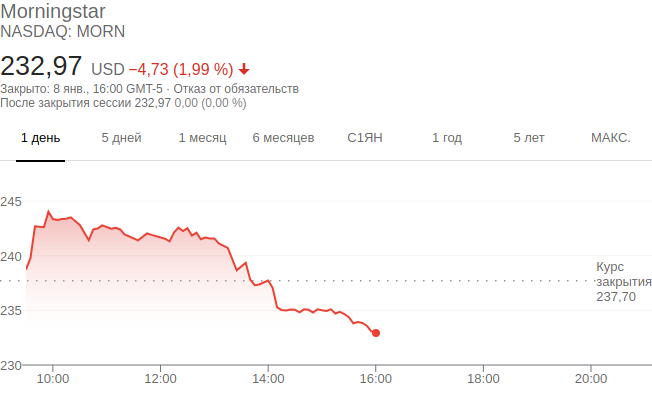 Morningstar
NASDAQ: MORN
232,97 USD −4,73 (1,99 %)
Закрыто: 8 янв., 16:00 GMT-5 · Отказ от обязательств
После закрытия сессии 232,97 0,00 (0,00 %)
1 день 5 дней 1 месяц 6 месяцев С1ЯН 1 год 5 лет МАКС.
245
240
Курс
закрытия
237,70
235
230
10:00 12:00 14:00 16:00 18:00 20:00